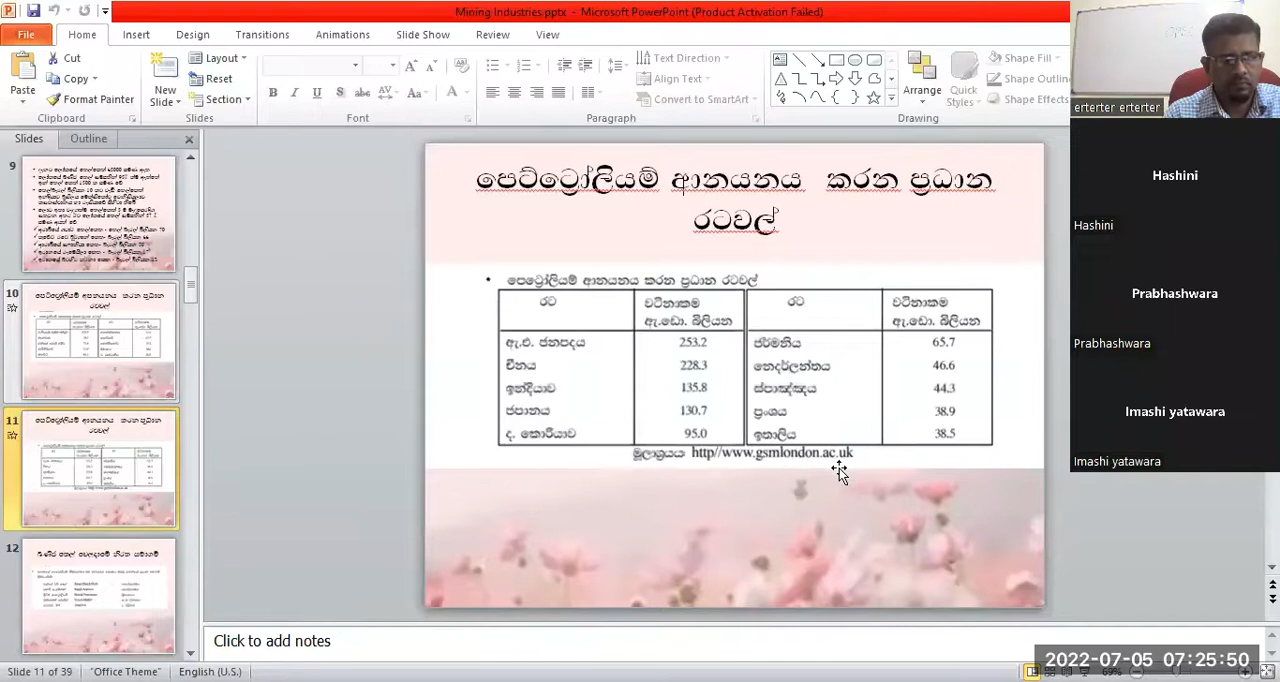 Mining Industries.pptx - Microsoft PowerPoint (Product Activation Failed)
File Home Insert Design Transitions Animations Slide Show Review View
Cut
Copy
Format Painter
Paste
Clipboard
New Slide
Layout
Reset
Section
Slides
B I U S abc AV Aa A
Font
Text Direction
Align Text
Convert to SmartArt
Paragraph
Arrange
Quick Styles
Shape Fill
Shape Outlin
Shape Effects
Drawing
erterter erterter
Slides Outline
9
10
පෙට්ට්‍රෝලියම් ආනයනය කරන ප්‍රධාන
රටවල්
• පෙට්‍රෝලියම් ආනයනය කරන ප්‍රධාන රටවල්
රට වටිනාකම ඇ.ඩො. බිලියන රට වටිනාකම ඇ.ඩො. බිලියන
ඇ.එ. ජනපදය 253.2 ජර්මනිය 65.7
චීනය 228.3 නෙදර්ලන්තය 46.6
ඉන්දියාව 135.8 ස්පාඤ්ඤය 44.3
ජපානය 130.7 ප්‍රංශය 38.9
ද. කොරියාව 95.0 ඉතාලිය 38.5
මූලාශ්‍රයය: http//www.gsmlondon.ac.uk
11
12
Hashini
Hashini
Prabhashwara
Prabhashwara
Imashi yatawara
Imashi yatawara
Click to add notes
2022-07-05 07:25:50
Slide 11 of 39 "Office Theme" English (U.S.) 69%